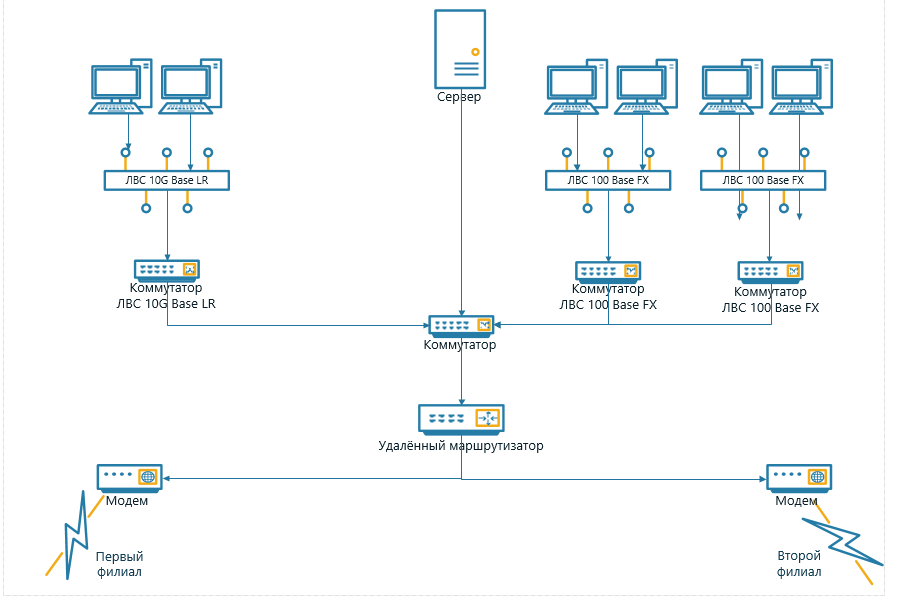 Сервер
ЛВС 10G Base LR
ЛВС 100 Base FX
ЛВС 100 Base FX
Коммутатор
ЛВС 10G Base LR
Коммутатор
ЛВС 100 Base FX
Коммутатор
ЛВС 100 Base FX
Коммутатор
Удалённый маршрутизатор
Модем
Модем
Первый
филиал
Второй
филиал